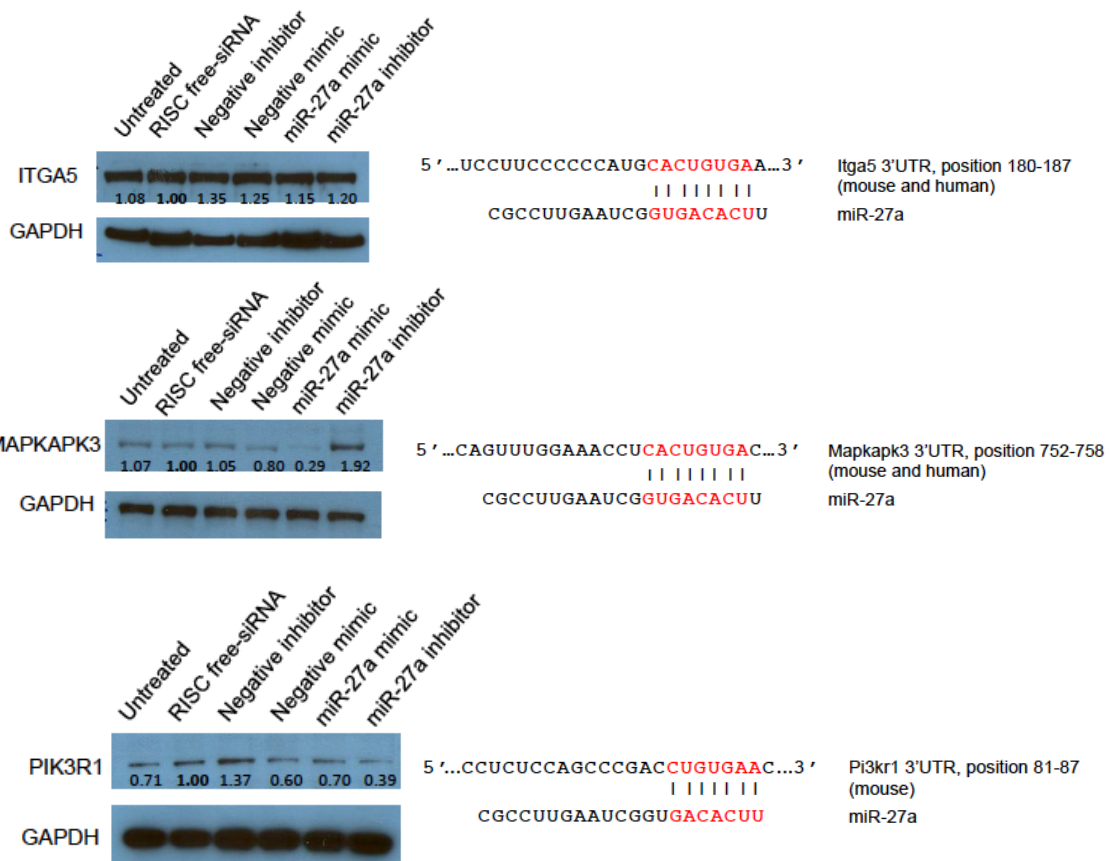 Untreated
RISC free-siRNA
Negative inhibitor
Negative mimic
miR-27a mimic
miR-27a inhibitor
ITGA5
1.08 1.00 1.35 1.25 1.15 1.20
GAPDH
5'…UCCUUCCCCCCAUGCACUGUGAA…3'
Itga5 3'UTR, position 180-187
(mouse and human)
CGCCUUGAAUCGGUGACACUU
miR-27a
Untreated
RISC free-siRNA
Negative inhibitor
Negative mimic
miR-27a mimic
miR-27a inhibitor
MAPKAPK3
1.07 1.00 1.05 0.80 0.29 1.92
GAPDH
5'…CAGUUUGGAAACCUCACUGUGAC…3'
Mapkapk3 3'UTR, position 752-758
(mouse and human)
CGCCUUGAAUCGGUGACACUU
miR-27a
Untreated
RISC free-siRNA
Negative inhibitor
Negative mimic
miR-27a mimic
miR-27a inhibitor
PIK3R1
0.71 1.00 1.37 0.60 0.70 0.39
GAPDH
5'…CCUCUCCAGCCCGACCUGUGAAC…3'
Pi3kr1 3'UTR, position 81-87
(mouse)
CGCCUUGAAUCGGUGACACUU
miR-27a